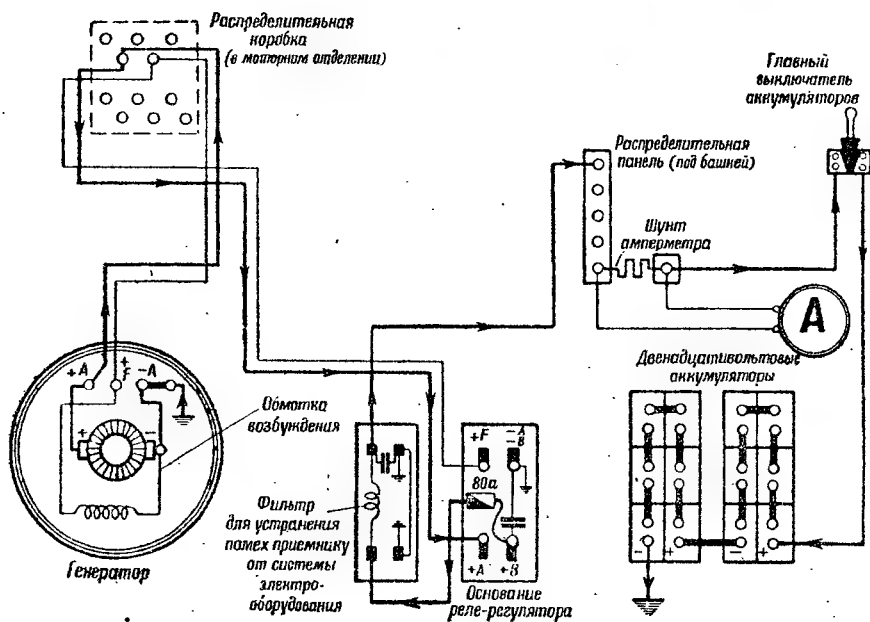 Распределительная
коробка
(в моторном отделении)
Главный
выключатель
аккумуляторов
Распределительная
панель (под башней)
Шунт
амперметра
A
Двенадцативольтовые
аккумуляторы
+A
+
F
-A
+
-
Обмотка
возбуждения
Генератор
Фильтр
для устранения
помех приемнику
от системы
электро-
оборудования
+F
-A
-B
80а
+A
+B
Основание
реле-регулятора
-
+
-
+